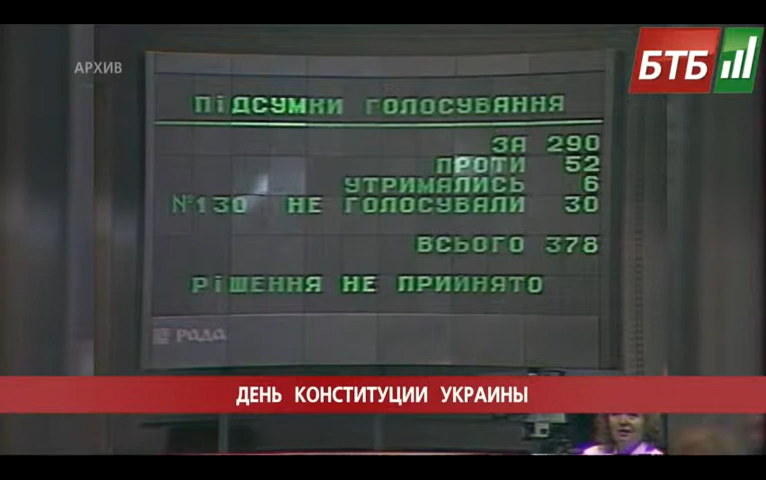 АРХИВ
БТБ
ПІДСУМКИ ГОЛОСУВАННЯ
ЗА 290
ПРОТИ 52
УТРИМАЛИСЬ 6
№130 НЕ ГОЛОСУВАЛИ 30
ВСЬОГО 378
РІШЕННЯ НЕ ПРИЙНЯТО
РАДА
ДЕНЬ КОНСТИТУЦИИ УКРАИНЫ